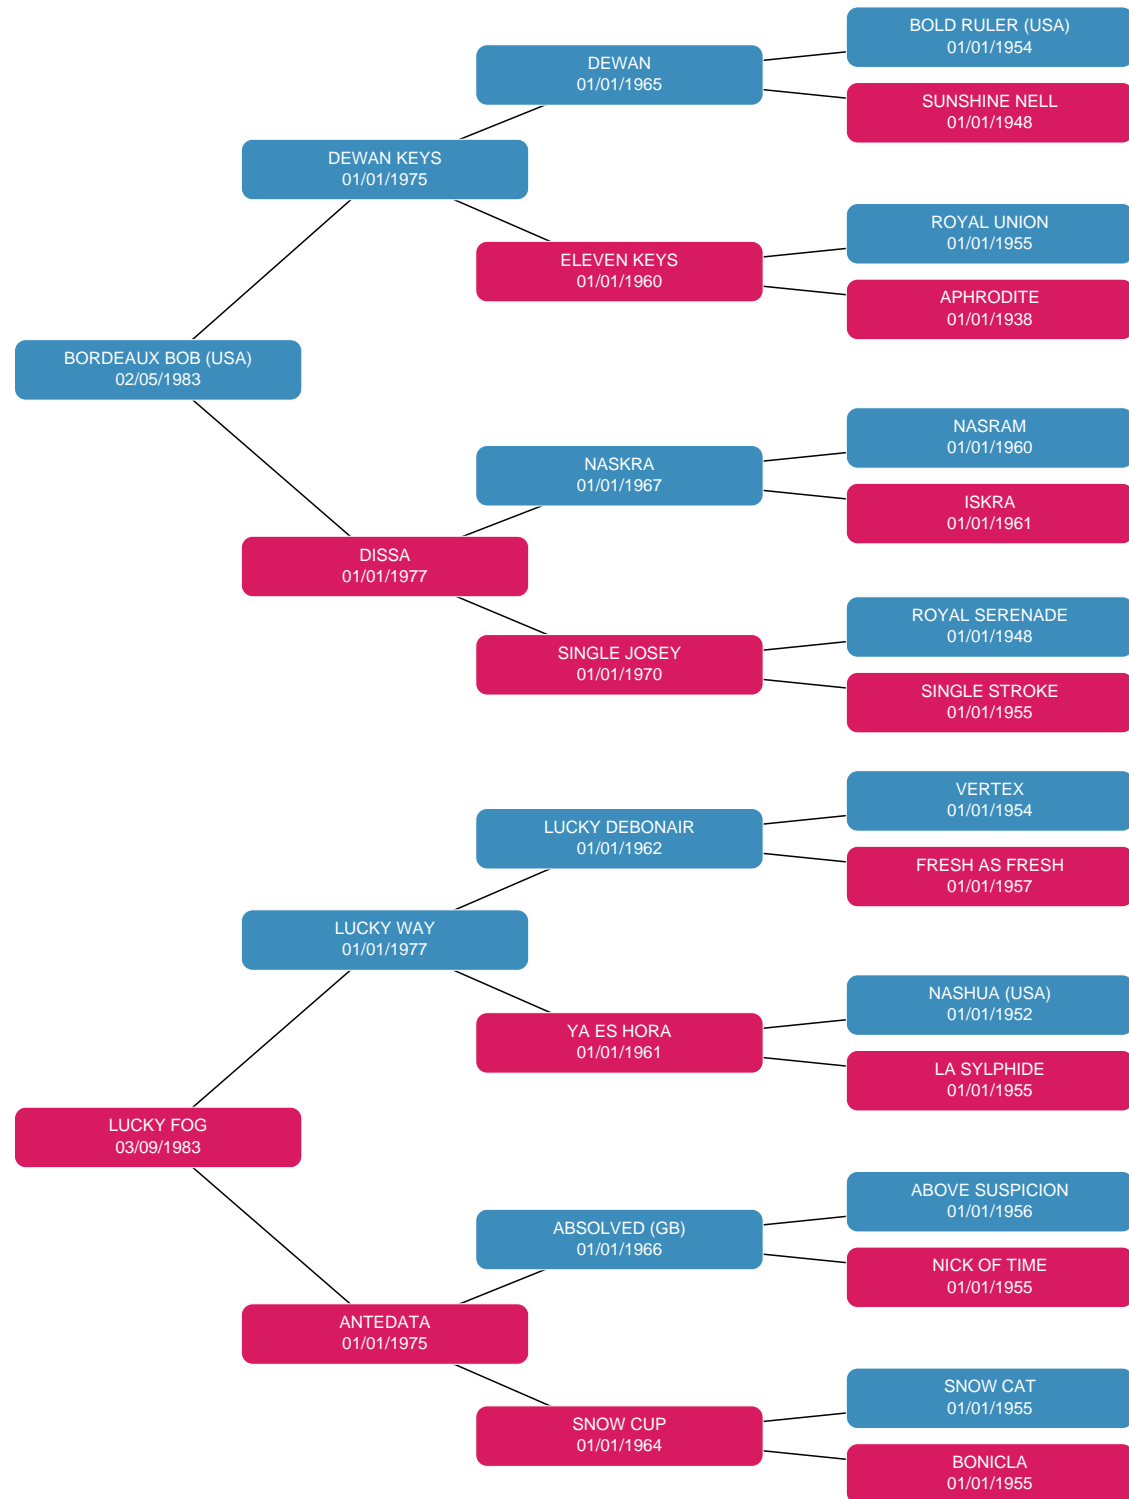 BOLD RULER (USA)
01/01/1954
DEWAN
01/01/1965
SUNSHINE NELL
01/01/1948
DEWAN KEYS
01/01/1975
ROYAL UNION
01/01/1955
ELEVEN KEYS
01/01/1960
APHRODITE
01/01/1938
BORDEAUX BOB (USA)
02/05/1983
NASRAM
01/01/1960
NASKRA
01/01/1967
ISKRA
01/01/1961
DISSA
01/01/1977
ROYAL SERENADE
01/01/1948
SINGLE JOSEY
01/01/1970
SINGLE STROKE
01/01/1955
VERTEX
01/01/1954
LUCKY DEBONAIR
01/01/1962
FRESH AS FRESH
01/01/1957
LUCKY WAY
01/01/1977
NASHUA (USA)
01/01/1952
YA ES HORA
01/01/1961
LA SYLPHIDE
01/01/1955
LUCKY FOG
03/09/1983
ABOVE SUSPICION
01/01/1956
ABSOLVED (GB)
01/01/1966
NICK OF TIME
01/01/1955
ANTEDATA
01/01/1975
SNOW CAT
01/01/1955
SNOW CUP
01/01/1964
BONICLA
01/01/1955